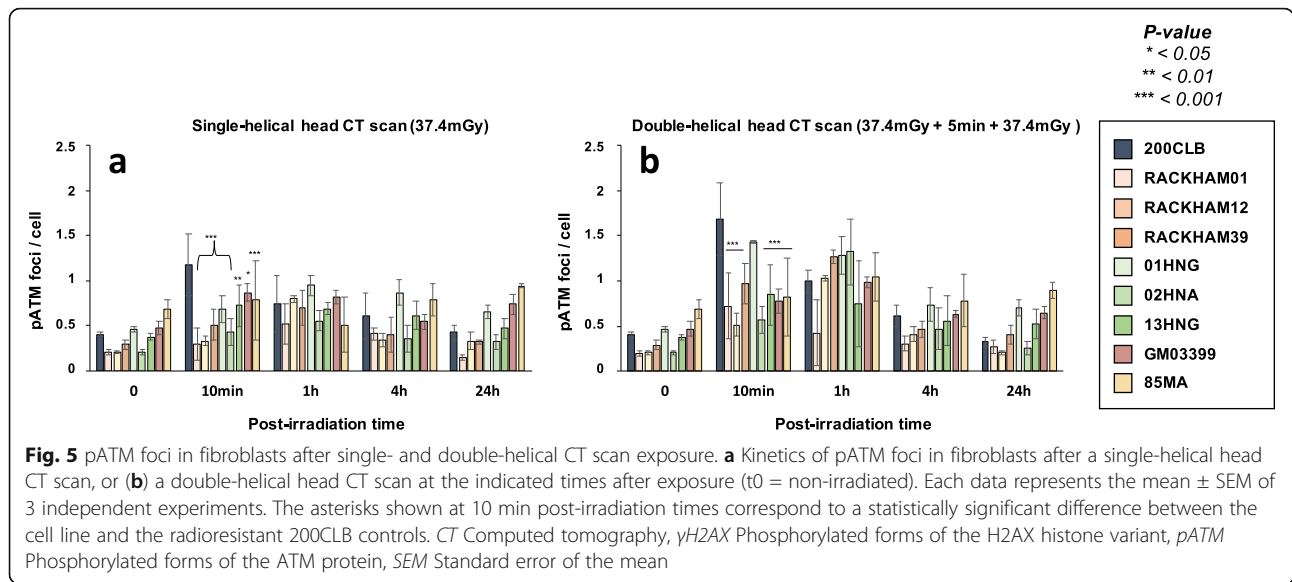 P-value
* < 0.05
** < 0.01
*** < 0.001
Single-helical head CT scan (37.4mGy)
a
pATM foci / cell
2.5
2
1.5
1
0.5
0
***
**
*
***
0 10min 1h 4h 24h
Post-irradiation time
Double-helical head CT scan (37.4mGy + 5min + 37.4mGy )
b
pATM foci / cell
2.5
2
1.5
1
0.5
0
***
***
0 10min 1h 4h 24h
Post-irradiation time
200CLB
RACKHAM01
RACKHAM12
RACKHAM39
01HNG
02HNA
13HNG
GM03399
85MA
Fig. 5 pATM foci in fibroblasts after single- and double-helical CT scan exposure. a Kinetics of pATM foci in fibroblasts after a single-helical head
CT scan, or (b) a double-helical head CT scan at the indicated times after exposure (t0 = non-irradiated). Each data represents the mean ± SEM of
3 independent experiments. The asterisks shown at 10 min post-irradiation times correspond to a statistically significant difference between the
cell line and the radioresistant 200CLB controls. CT Computed tomography, γH2AX Phosphorylated forms of the H2AX histone variant, pATM
Phosphorylated forms of the ATM protein, SEM Standard error of the mean